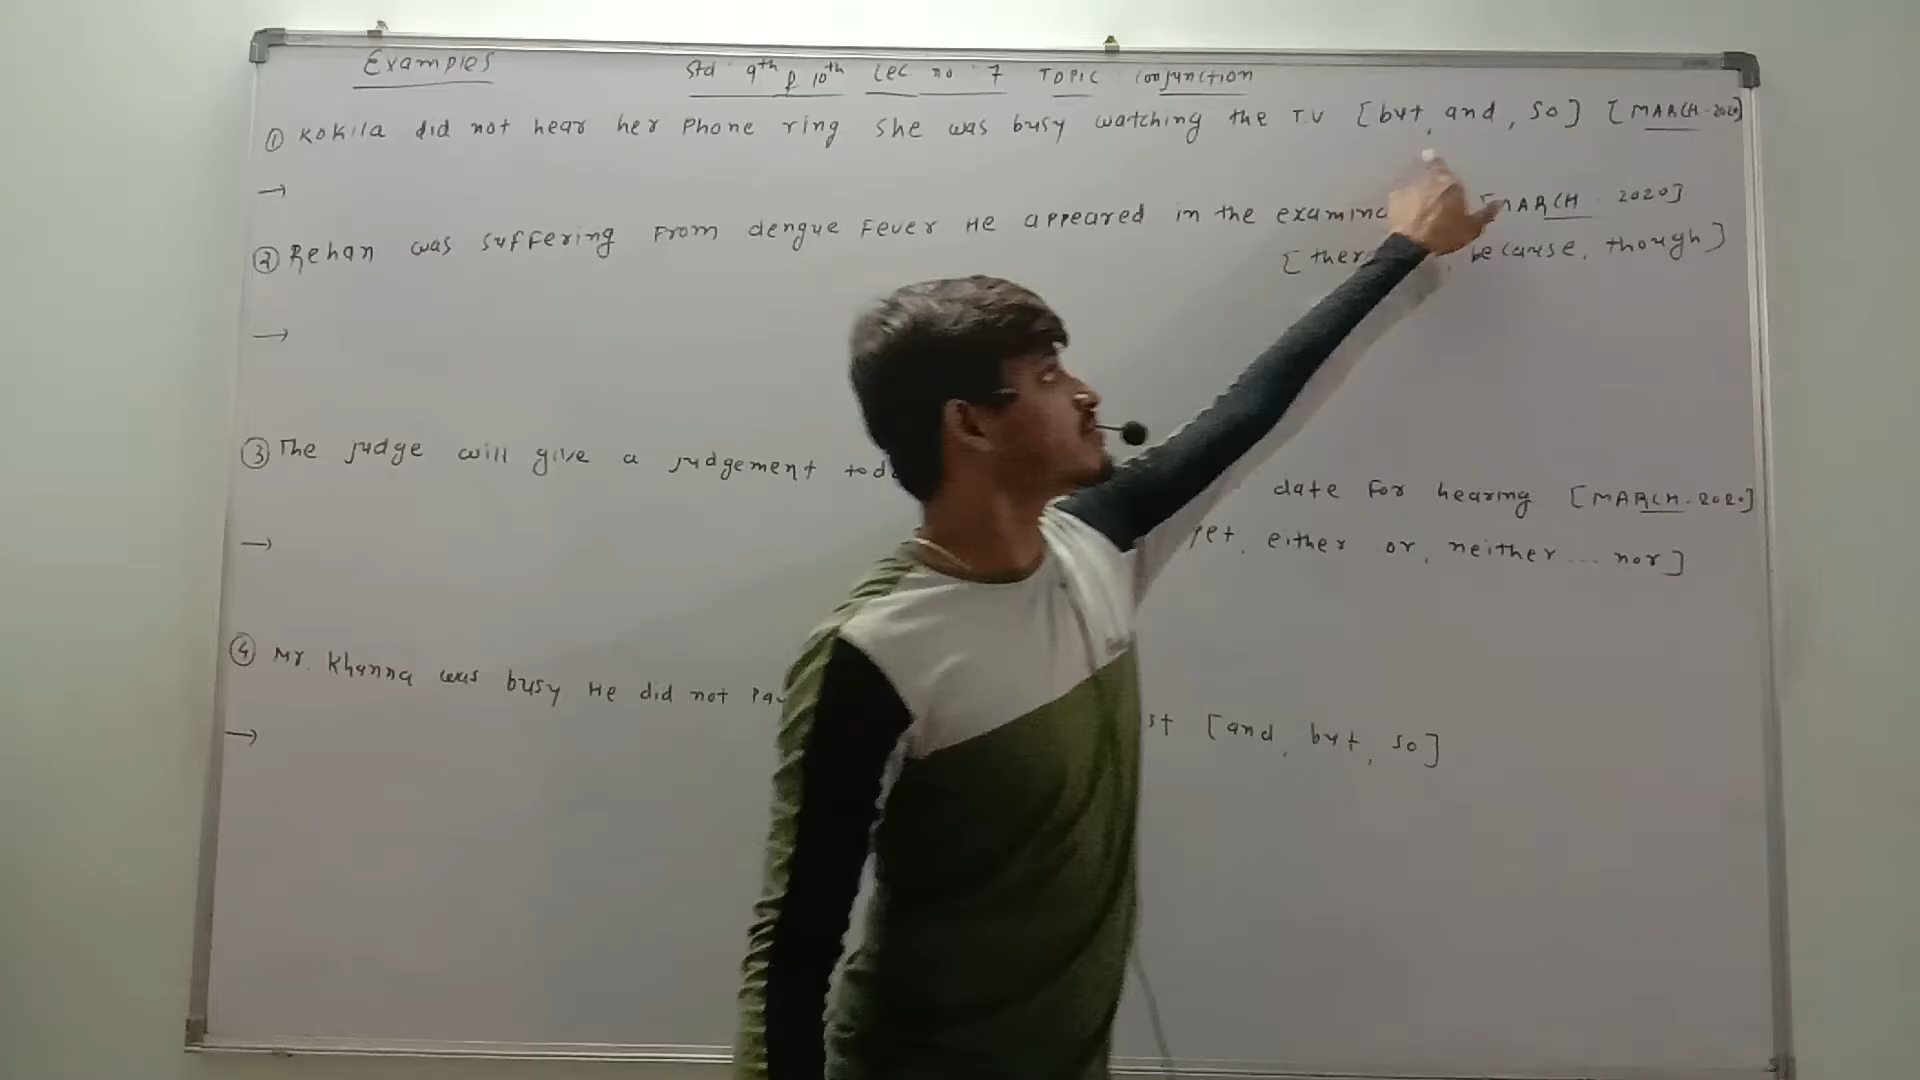 Examples
Std 9th & 10th Lec no 7 TOPIC Conjunction
① Kokila did not hear her phone ring she was busy watching the T.V [but, and, so] [MARCH-2020]
→
② Rehan was suffering from dengue fever He appeared in the [MARCH 2020]
[ , because, though]
→
③ The judge will give a judgement date for hearing [MARCH-2020]
yet, either or, neither... nor]
→
④ Mr. Khanna was busy He did not [and, but, so]
→